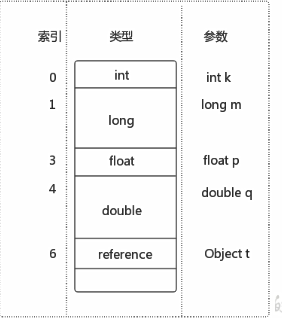 索引 类型 参数
0 int int k
1 long long m
3 float float p
4 double double q
6 reference Object t